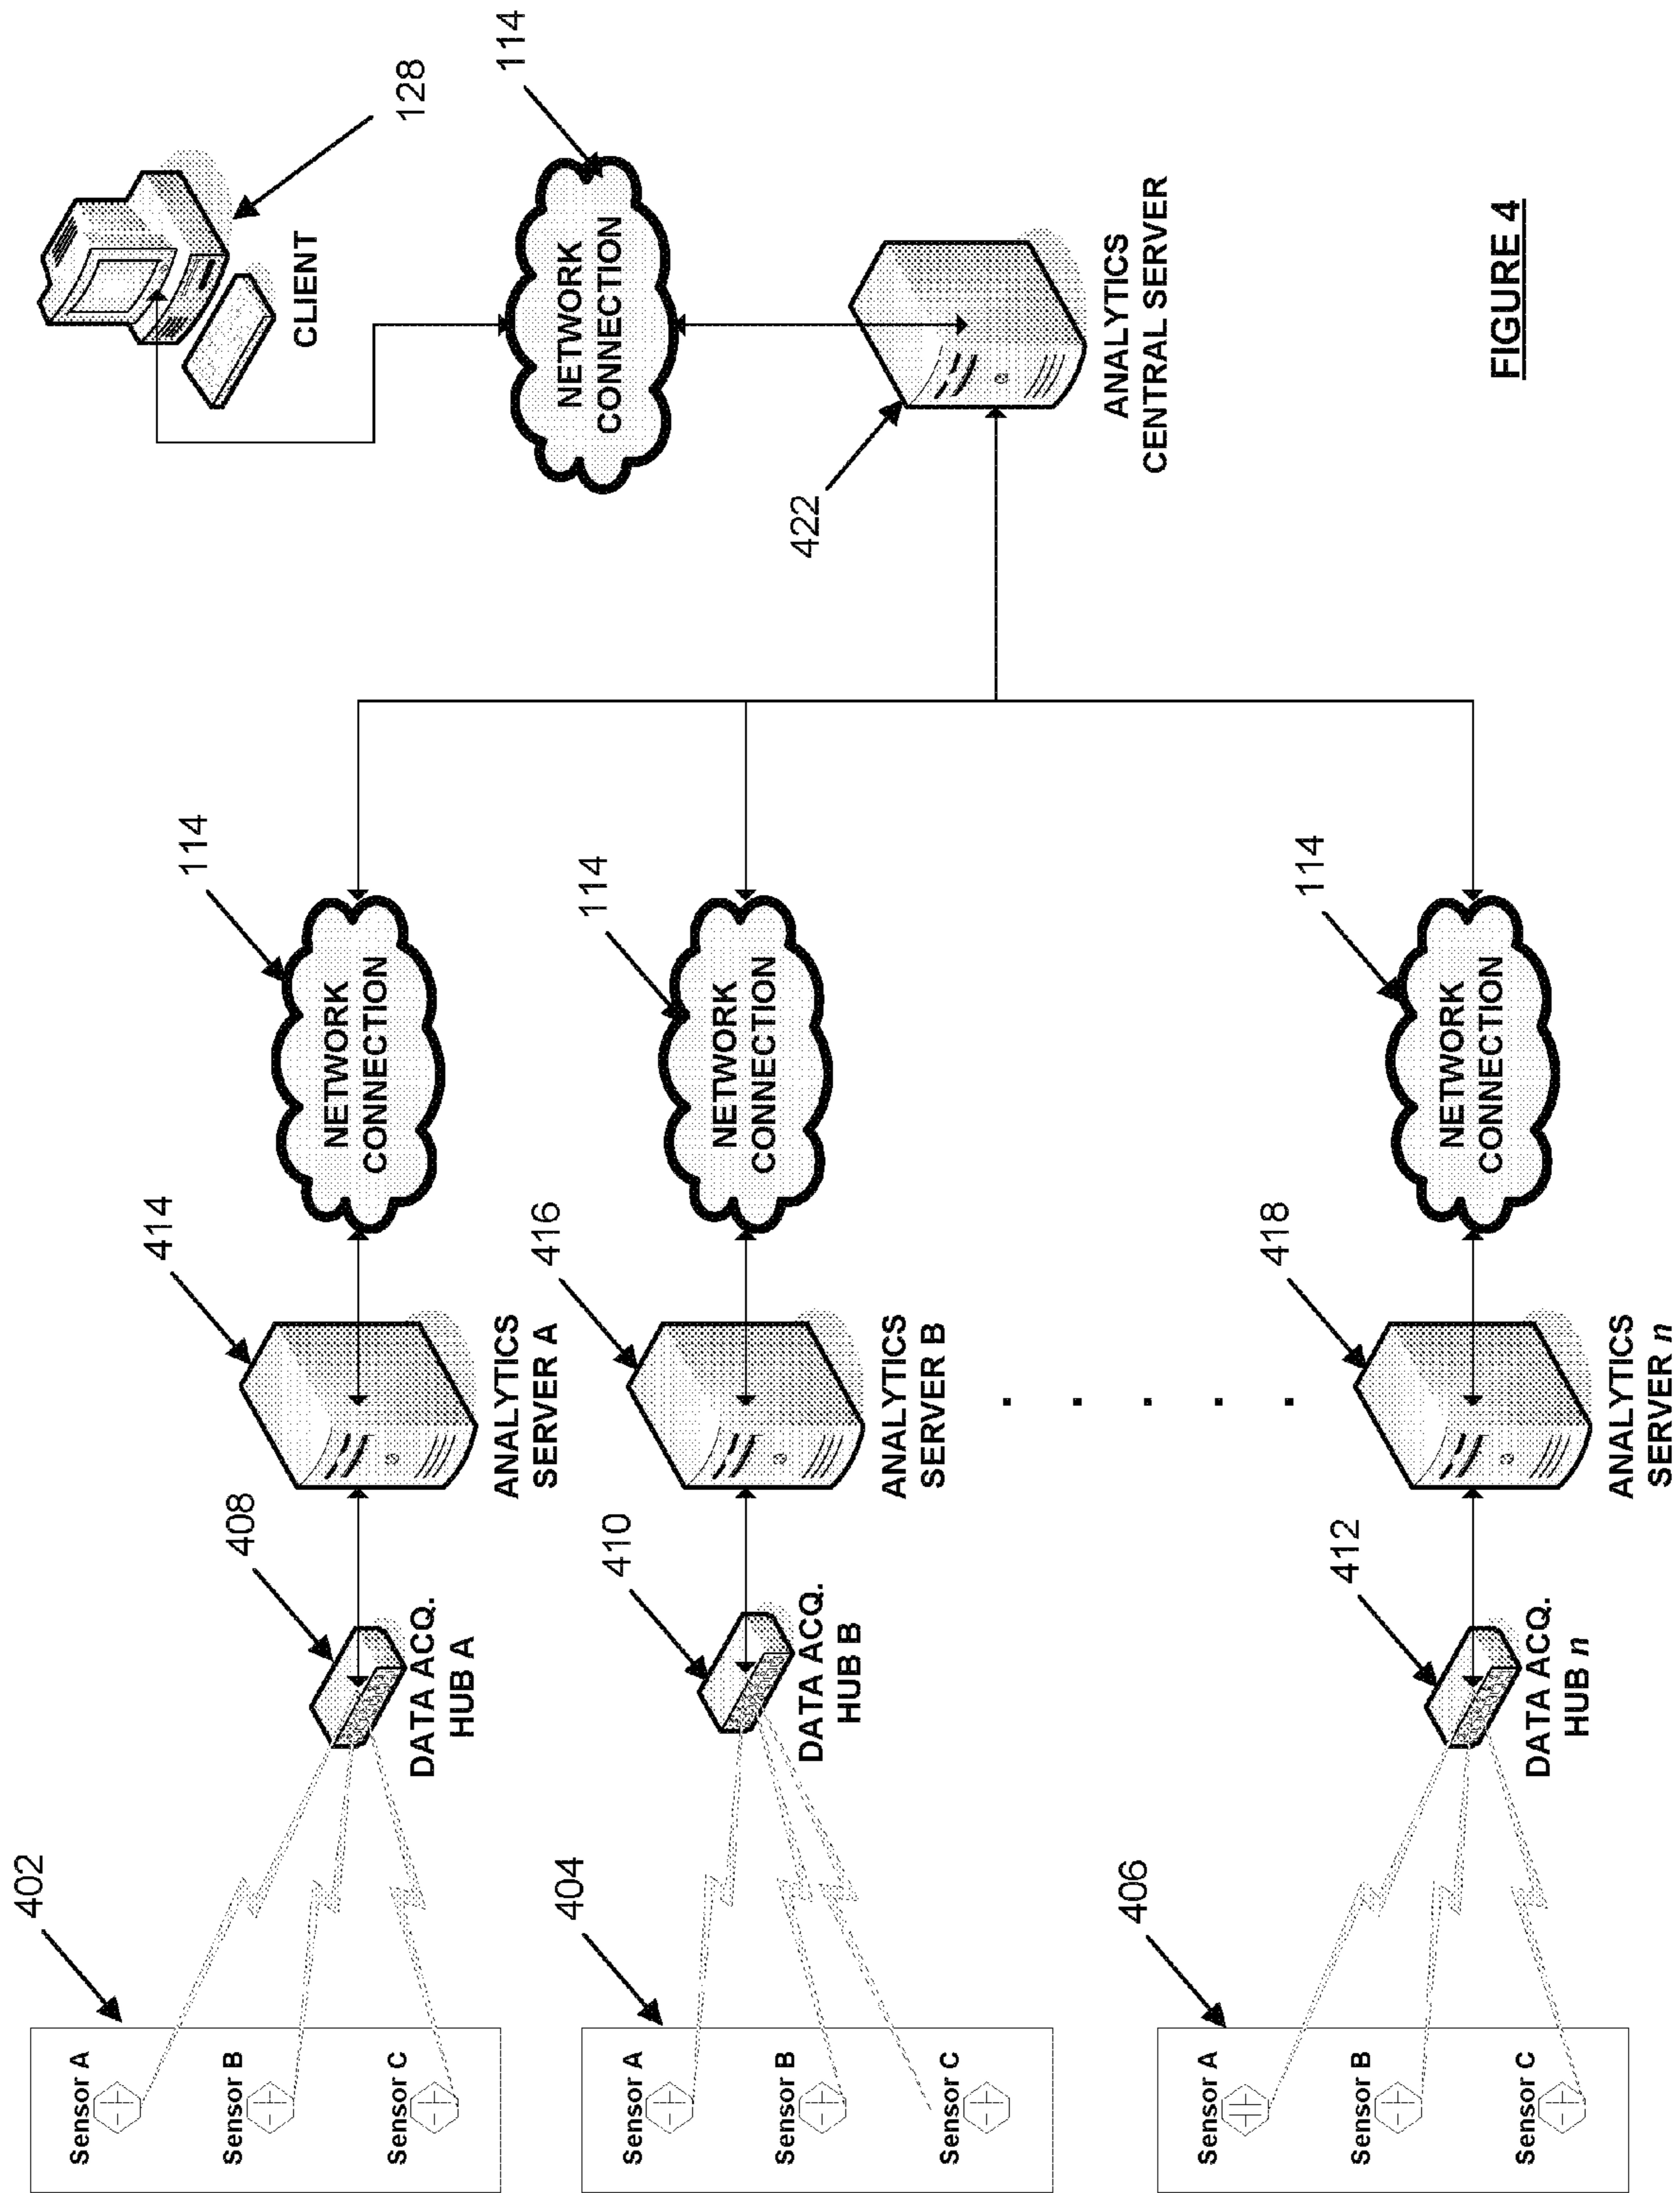 402
Sensor A
Sensor B
Sensor C
408
DATA ACQ.
HUB A
414
ANALYTICS
SERVER A
114
NETWORK
CONNECTION
404
Sensor A
Sensor B
Sensor C
410
DATA ACQ.
HUB B
416
ANALYTICS
SERVER B
114
NETWORK
CONNECTION
. . . . .
406
Sensor A
Sensor B
Sensor C
412
DATA ACQ.
HUB n
418
ANALYTICS
SERVER n
114
NETWORK
CONNECTION
128
CLIENT
114
NETWORK
CONNECTION
422
ANALYTICS
CENTRAL SERVER
FIGURE 4